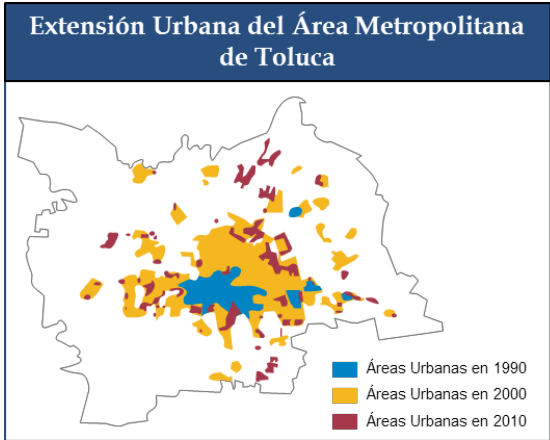 Extensión Urbana del Área Metropolitana
de Toluca
Áreas Urbanas en 1990
Áreas Urbanas en 2000
Áreas Urbanas en 2010